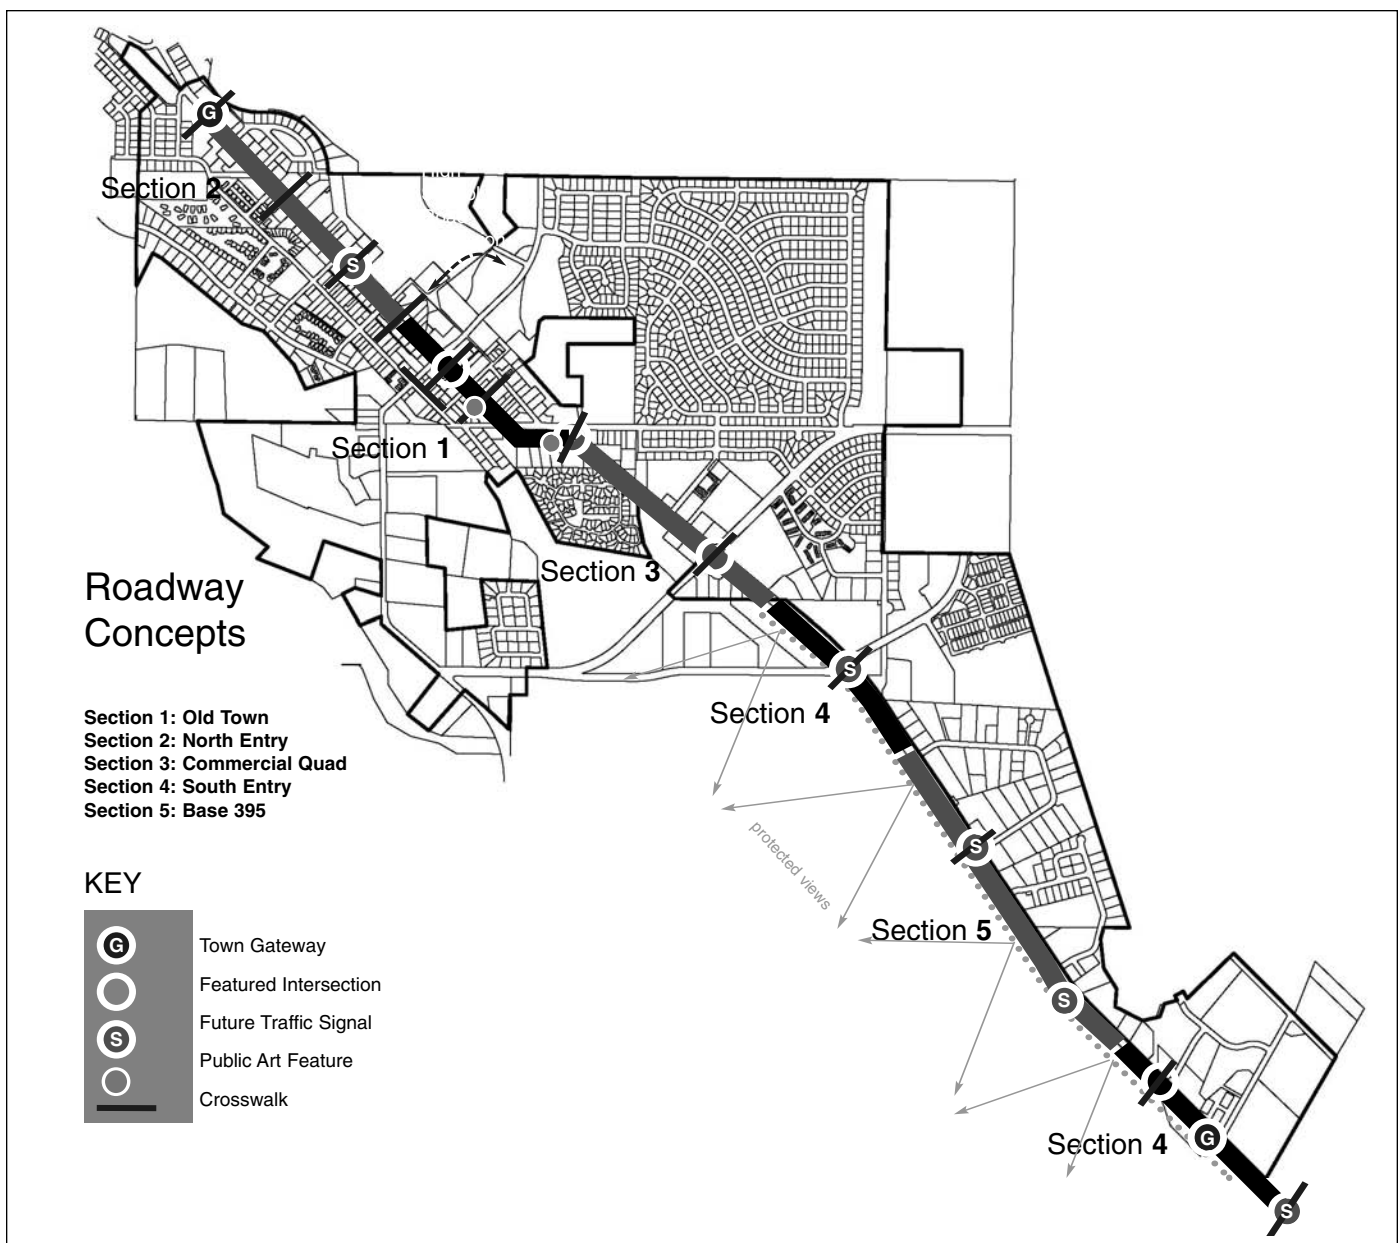 G
Section 2
high
S
Section 1
Section 3
Roadway
Concepts
S
Section 4
Section 1: Old Town
Section 2: North Entry
Section 3: Commercial Quad
Section 4: South Entry
Section 5: Base 395
protected views
S
KEY
Section 5
G
Town Gateway
Featured Intersection
S
Future Traffic Signal
Public Art Feature
Crosswalk
S
G
Section 4
S